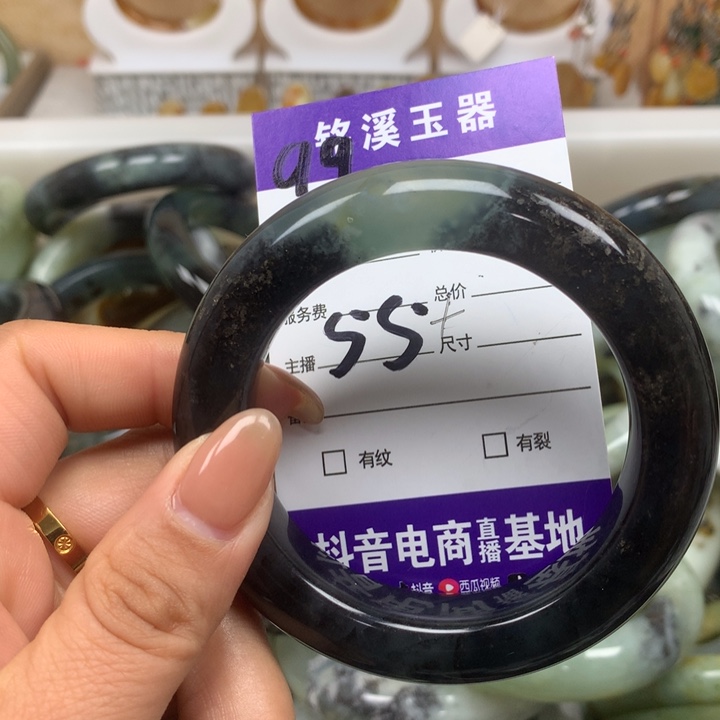 溪玉器
99
服务费
总价
55
主播
尺寸
有纹
有裂
抖音电商直播基地
抖音 西瓜视频